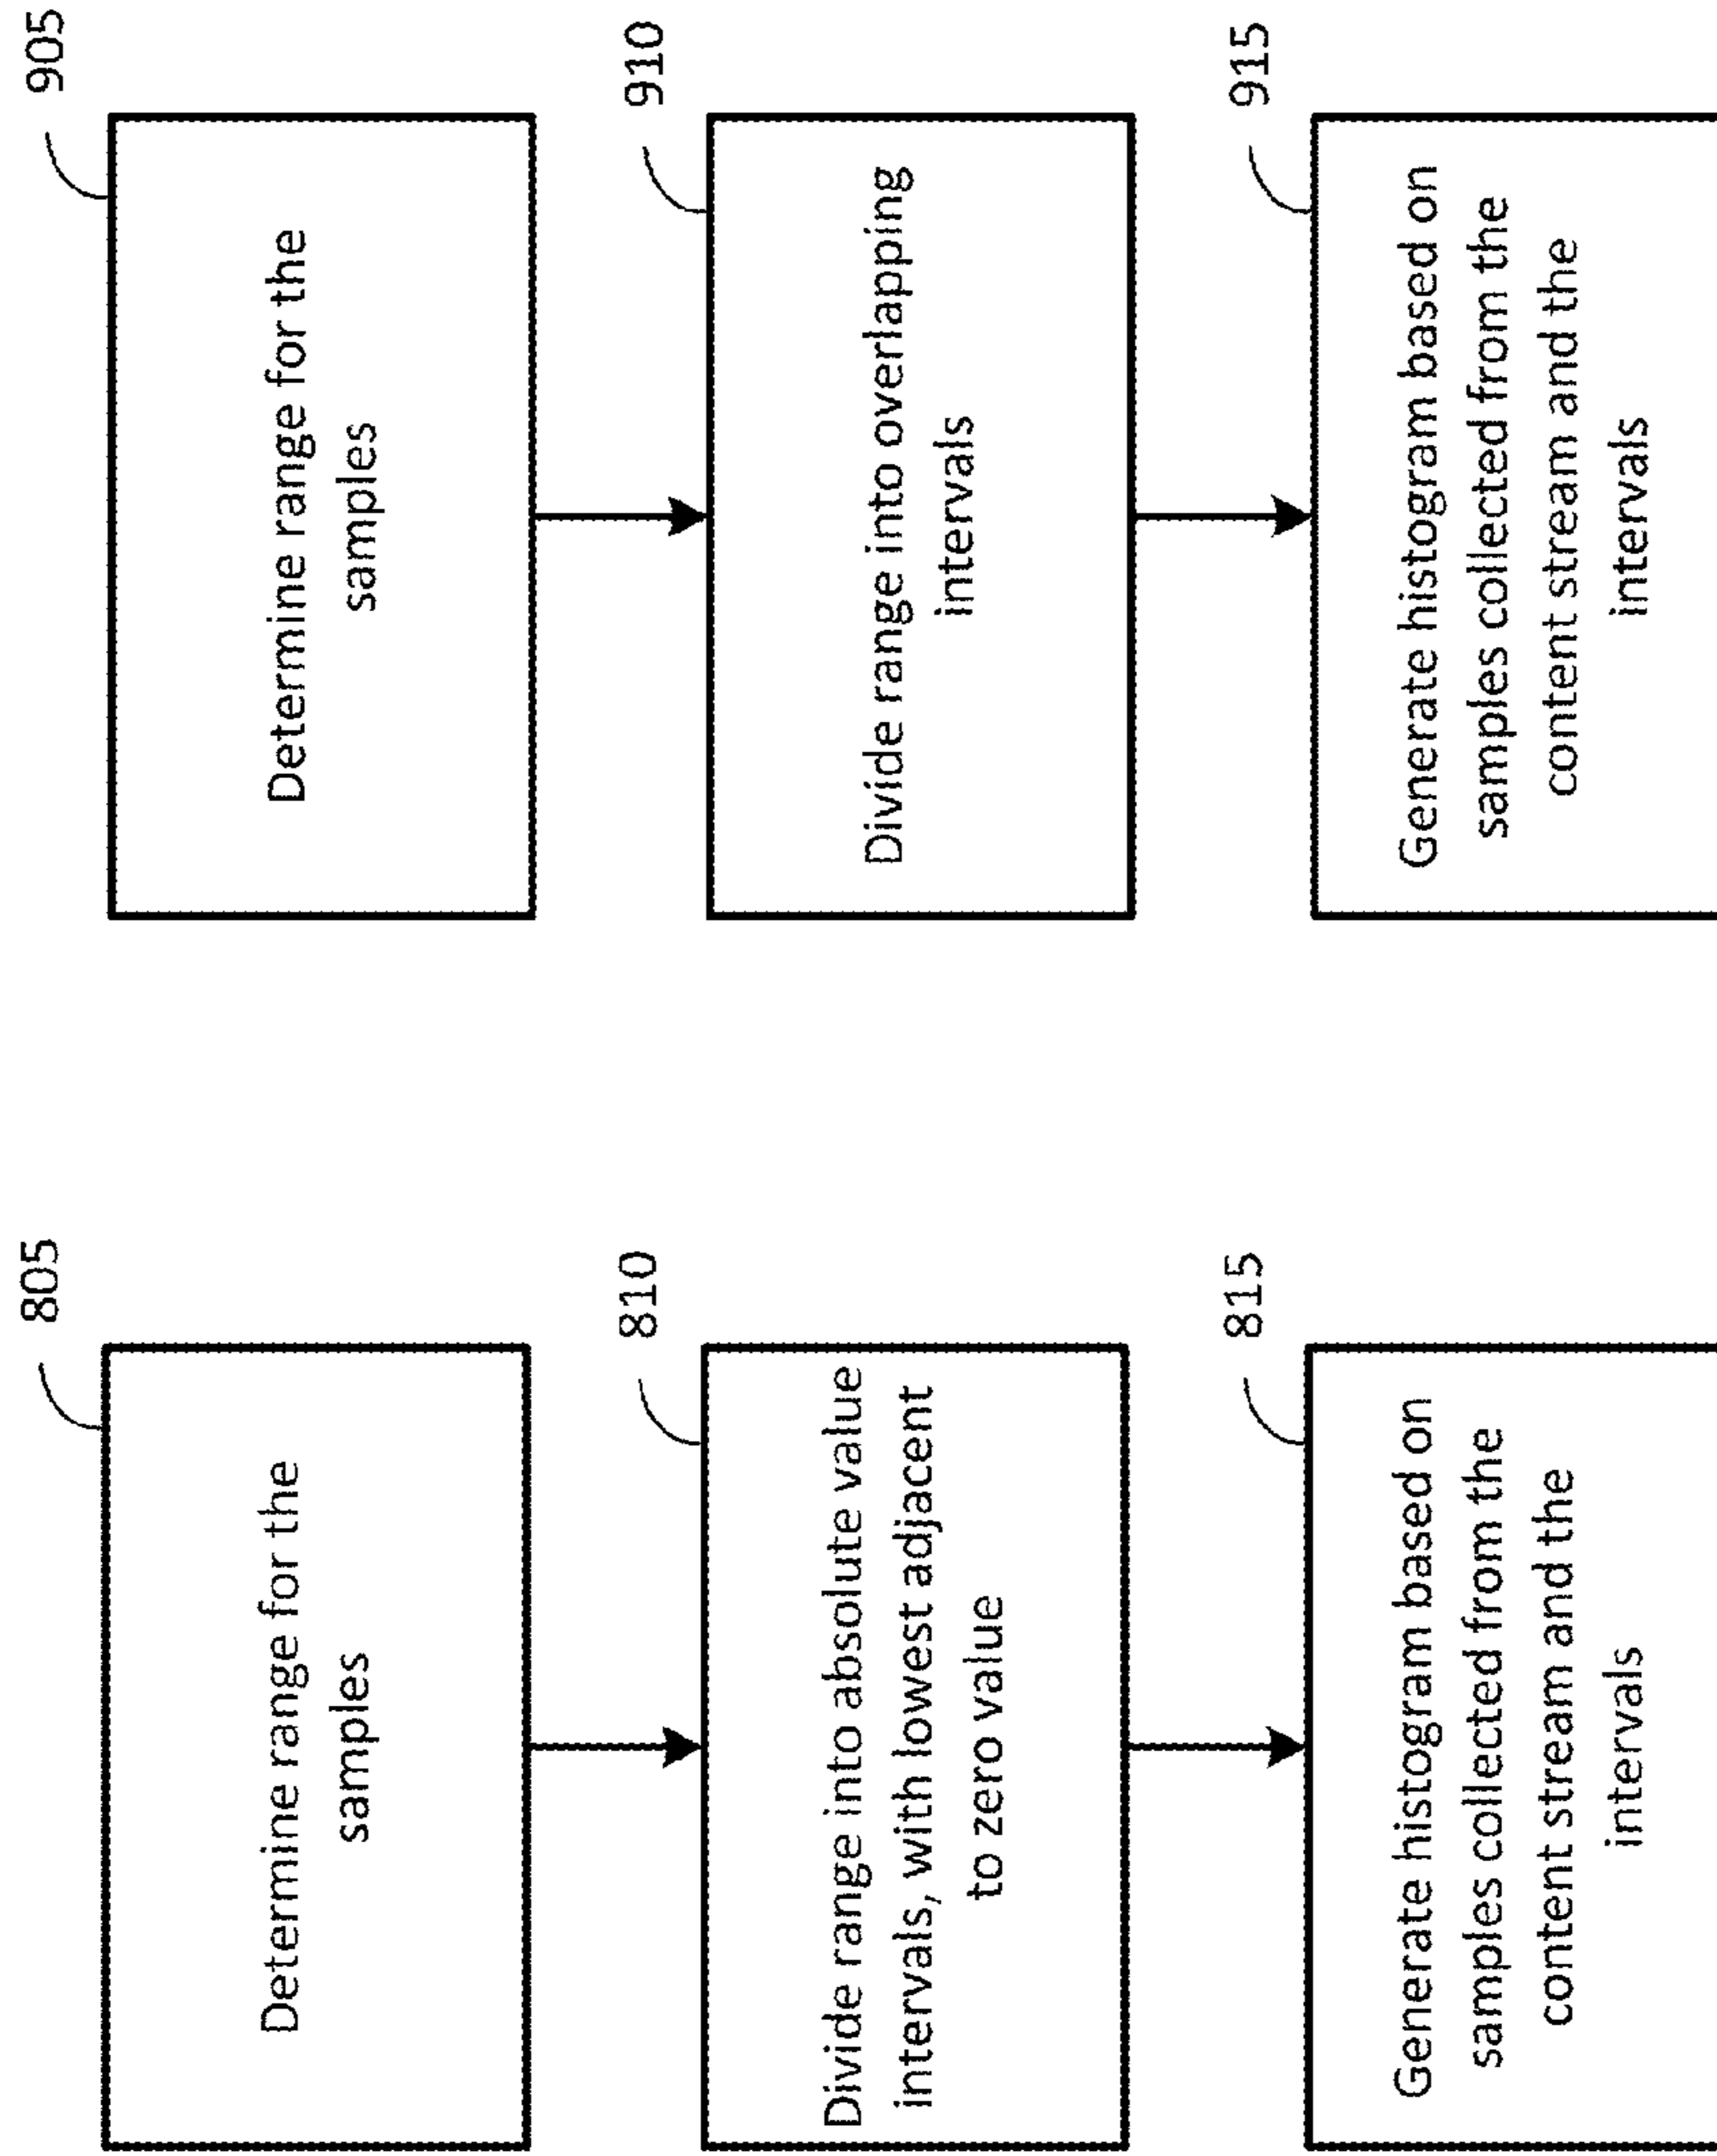 805
Determine range for the
samples
810
Divide range into absolute value
intervals, with lowest adjacent
to zero value
815
Generate histogram based on
samples collected from the
content stream and the
intervals
905
Determine range for the
samples
910
Divide range into overlapping
intervals
915
Generate histogram based on
samples collected from the
content stream and the
intervals